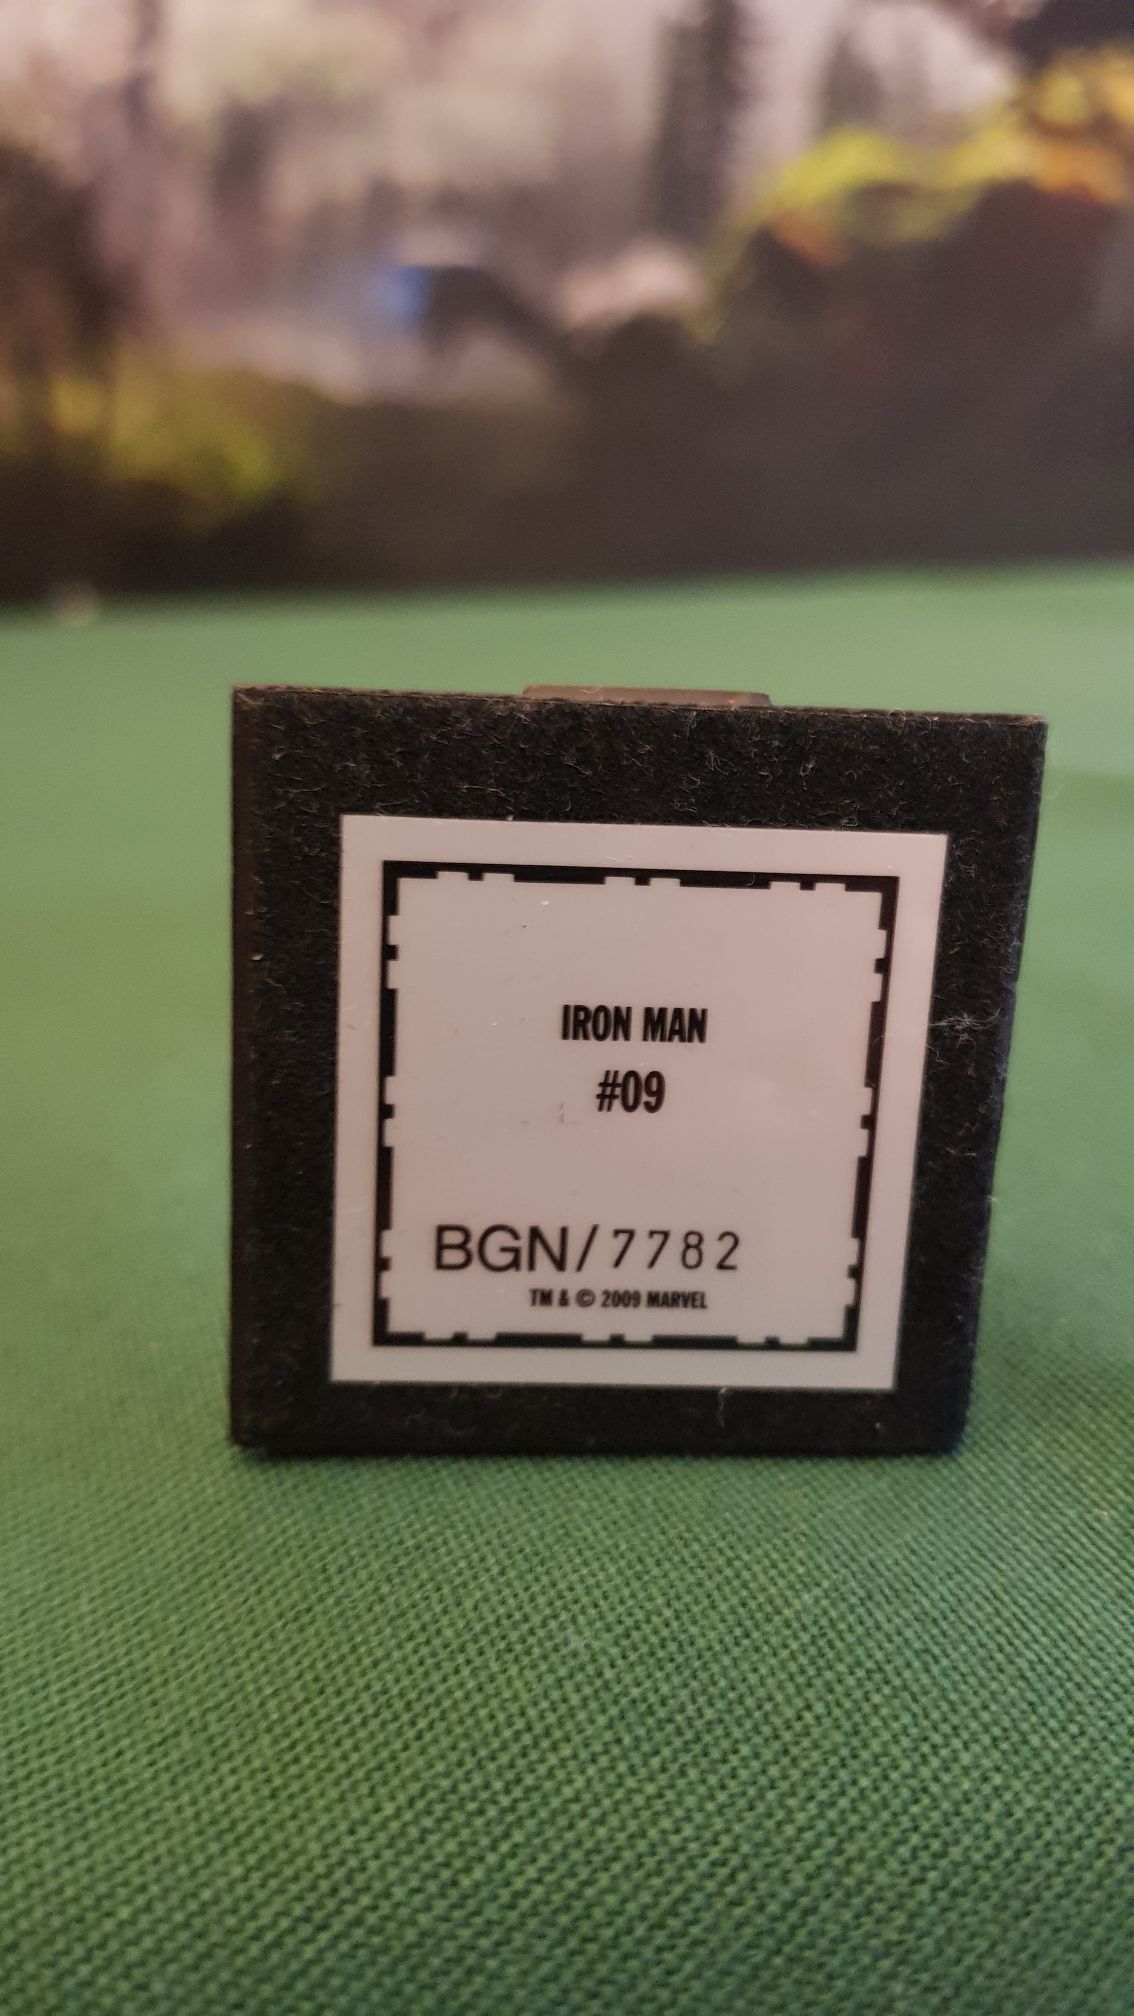 IRON MAN
#09
BGN/7782
TM & © 2009 MARVEL